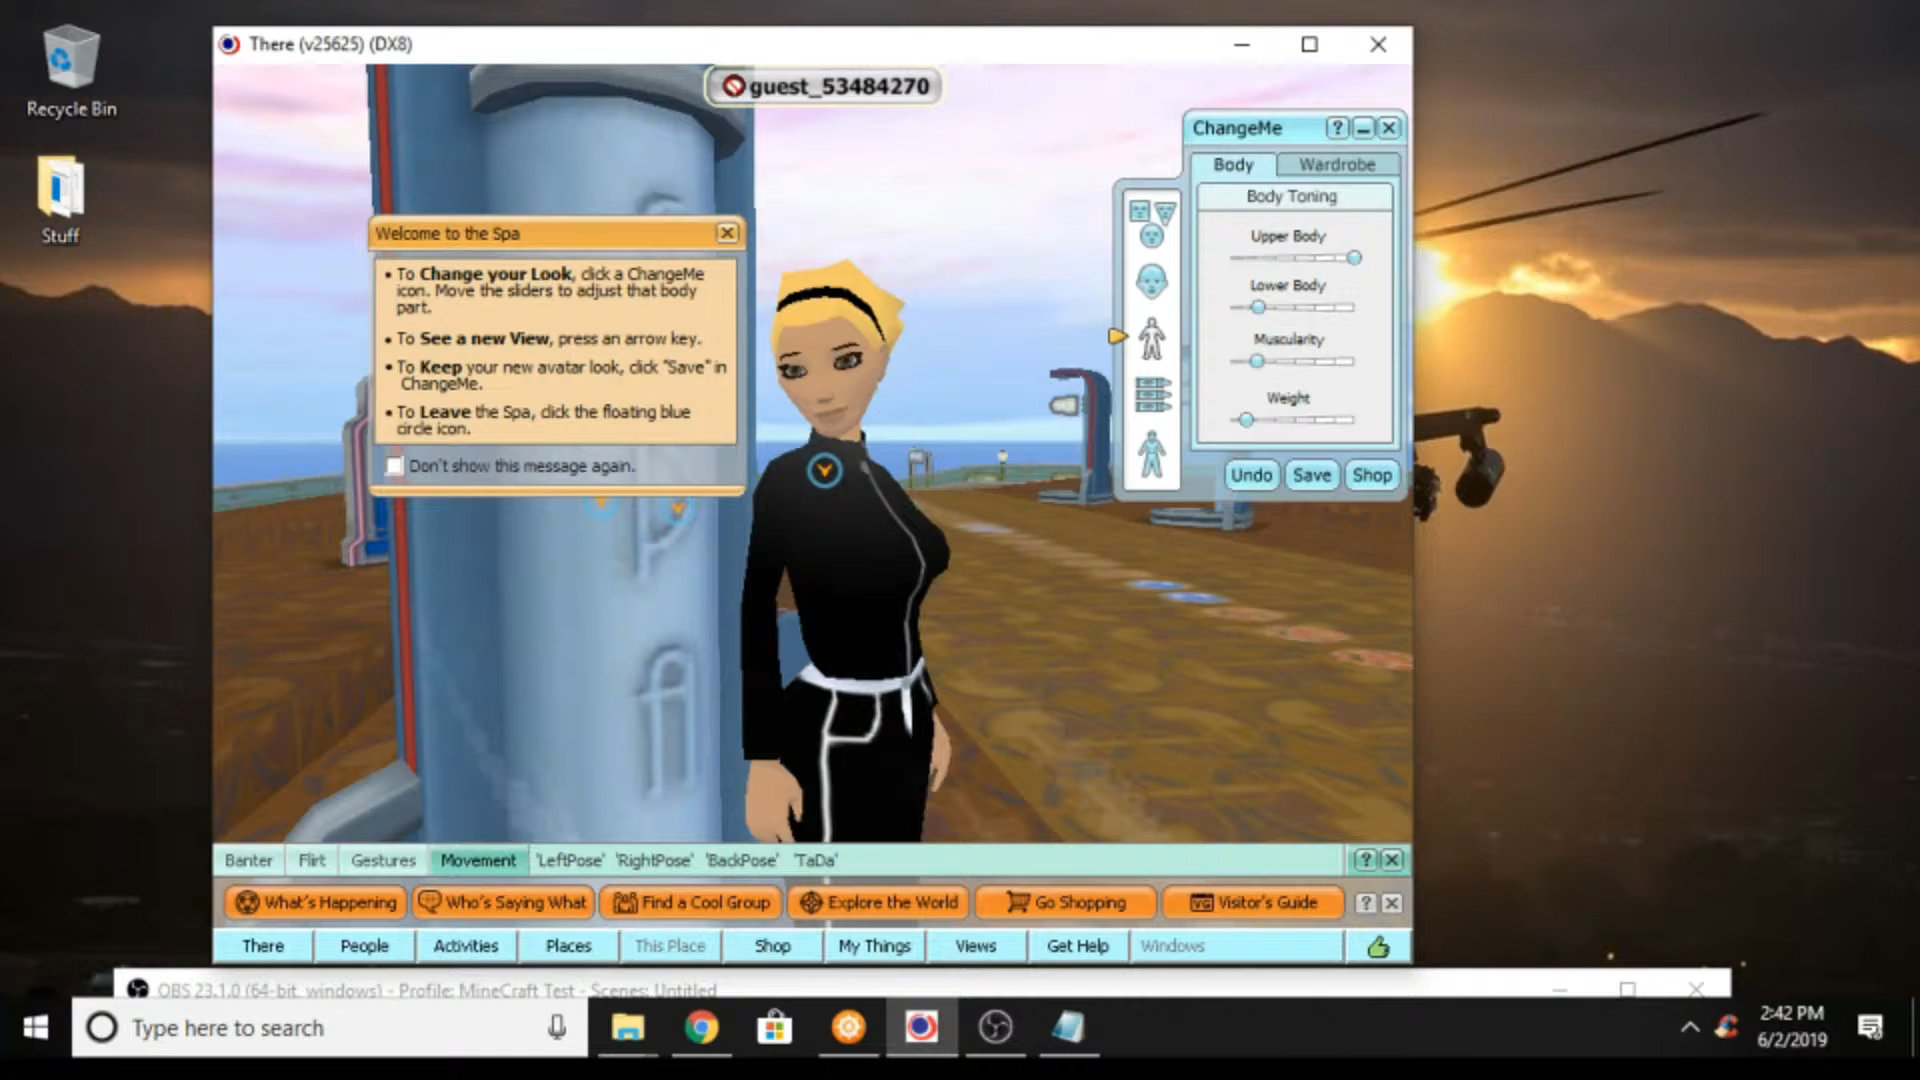 Recycle Bin
Stuff
There (v25625) (DX8)
guest_53484270
ChangeMe
?
Body
Wardrobe
Body Toning
Upper Body
Lower Body
Muscularity
Weight
Undo
Save
Shop
Welcome to the Spa
• To Change your Look, click a ChangeMe
icon. Move the sliders to adjust that body
part.
• To See a new View, press an arrow key.
• To Keep your new avatar look, click "Save" in
ChangeMe.
• To Leave the Spa, click the floating blue
circle icon.
Don't show this message again.
Banter
Flirt
Gestures
Movement
'LeftPose'
'RightPose'
'BackPose'
'TaDa'
?
What's Happening
Who's Saying What
Find a Cool Group
Explore the World
Go Shopping
VG Visitor's Guide
?
There
People
Activities
Places
This Place
Shop
My Things
Views
Get Help
Windows
OBS 23.1.0 (64-bit, windows) - Profile: MineCraft Test - Scenes: Untitled
Type here to search
2:42 PM
6/2/2019